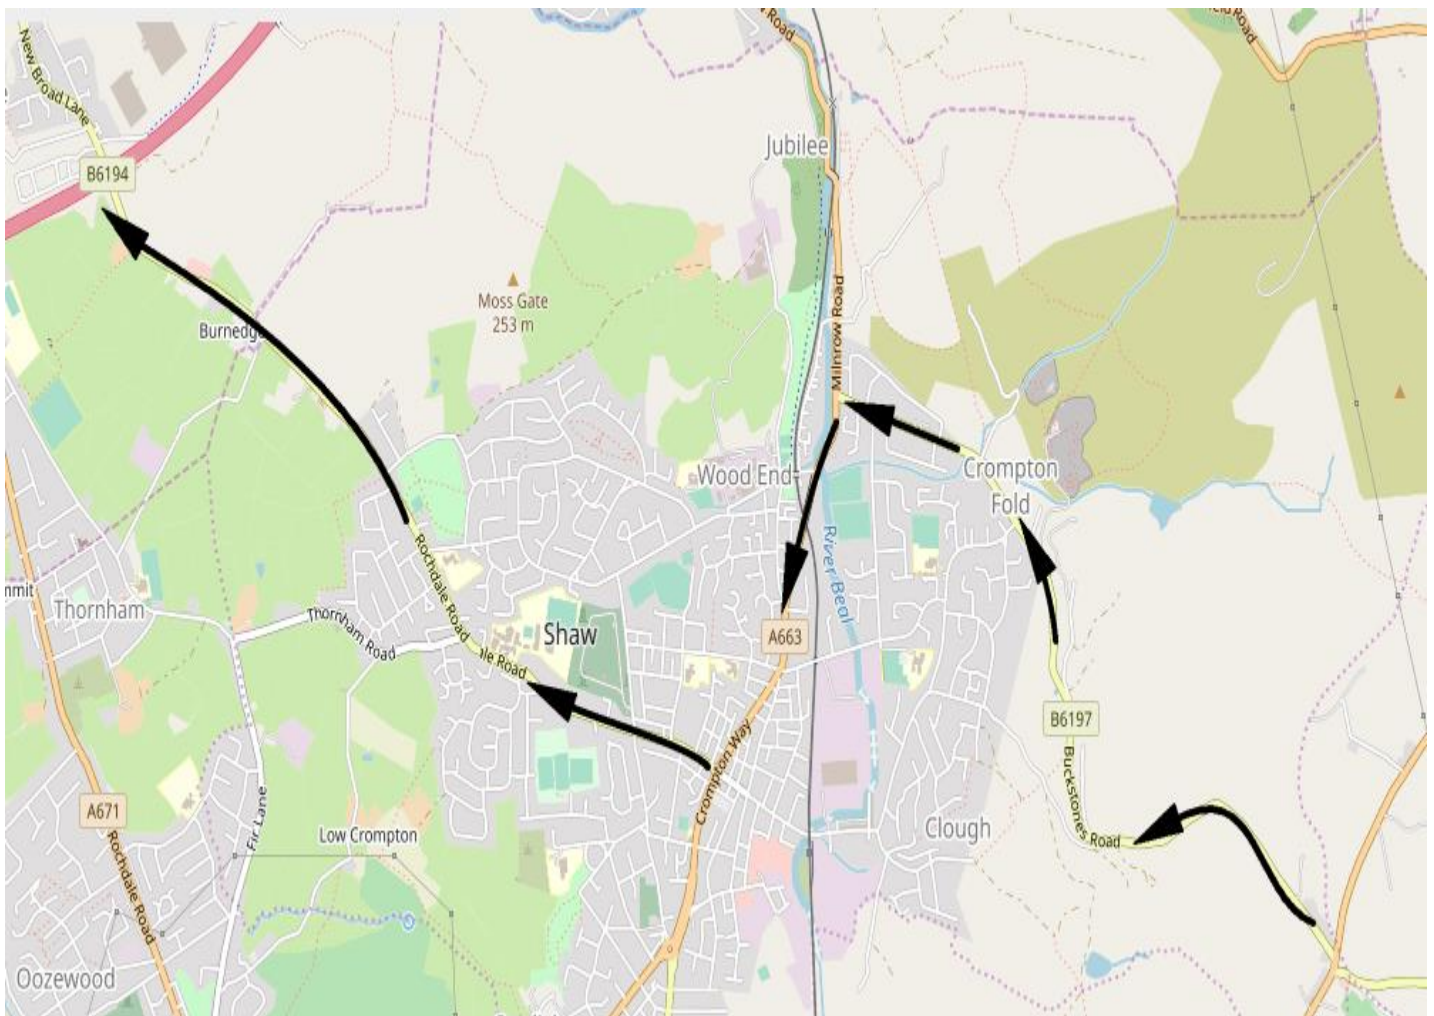 Road
Road
New Broad Lane
Jubilee
B6194
Milnrow Road
Moss Gate
253 m
Burnedge
Wood End
Crompton
Fold
River Beal
Rochdale Road
Thornham
Thornham Road
Shaw
ale Road
A663
B6197
Crompton Way
Buckstones Road
A671
Fir Lane
Low Crompton
Clough
Rochdale Road
Oozewood